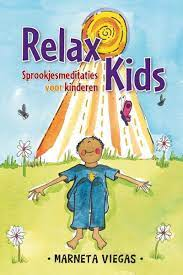 Relax
Kids
Sprookjesmeditaties
voor kinderen
• MARNETA VIEGAS •